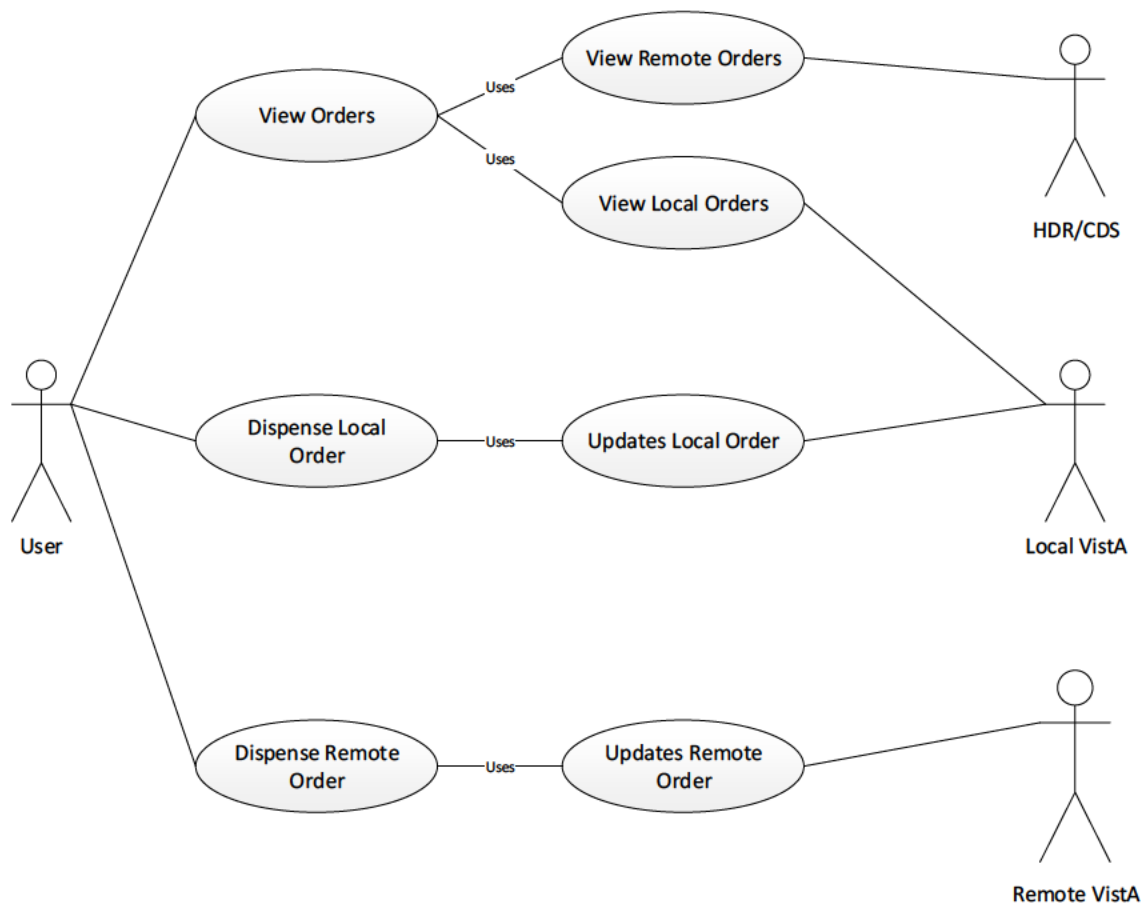 View Remote Orders
Uses
View Orders
Uses
View Local Orders
HDR/CDS
Dispense Local
Order
Uses
Updates Local Order
User
Local VistA
Dispense Remote
Order
Uses
Updates Remote
Order
Remote VistA